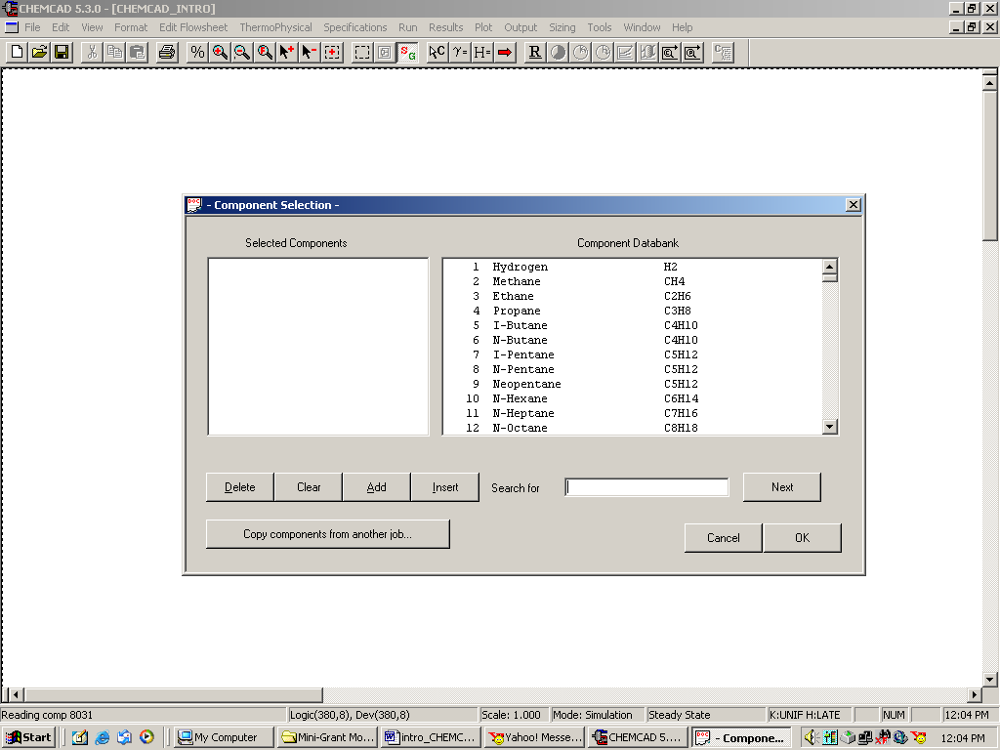 CHEMCAD 5.3.0 - [CHEMCAD_INTRO]
File Edit View Format Edit Flowsheet ThermoPhysical Specifications Run Results Plot Output Sizing Tools Window Help
% S G C γ= H= R
DOC - Component Selection -
Selected Components Component Databank
1 Hydrogen H2
2 Methane CH4
3 Ethane C2H6
4 Propane C3H8
5 I-Butane C4H10
6 N-Butane C4H10
7 I-Pentane C5H12
8 N-Pentane C5H12
9 Neopentane C5H12
10 N-Hexane C6H14
11 N-Heptane C7H16
12 N-Octane C8H18
Delete Clear Add Insert Search for Next
Copy components from another job... Cancel OK
Reading comp 8031 Logic(380,8), Dev(380,8) Scale: 1.000 Mode: Simulation Steady State K:UNIF H:LATE NUM 12:04 PM
Start My Computer Mini-Grant Mo... intro_CHEMC... Yahoo! Messe... CHEMCAD 5.... DOC - Compone... 12:04 PM